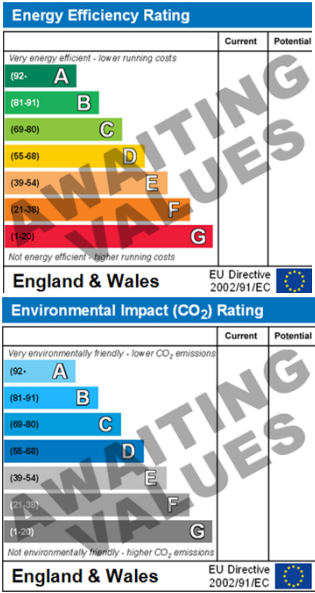 Energy Efficiency Rating
Current Potential
Very energy efficient - lower running costs
(92- A
(81-91) B
(69-80) C
(55-68) D
(39-54) E
(21-38) F
(1-20) G
Not energy efficient - higher running costs
AWAITING
VALUES
England & Wales
EU Directive
2002/91/EC
Environmental Impact (CO₂) Rating
Current Potential
Very environmentally friendly - lower CO₂ emissions
(92- A
(81-91) B
(69-80) C
(55-68) D
(39-54) E
(21-38) F
(1-20) G
Not environmentally friendly - higher CO₂ emissions
AWAITING
VALUES
England & Wales
EU Directive
2002/91/EC